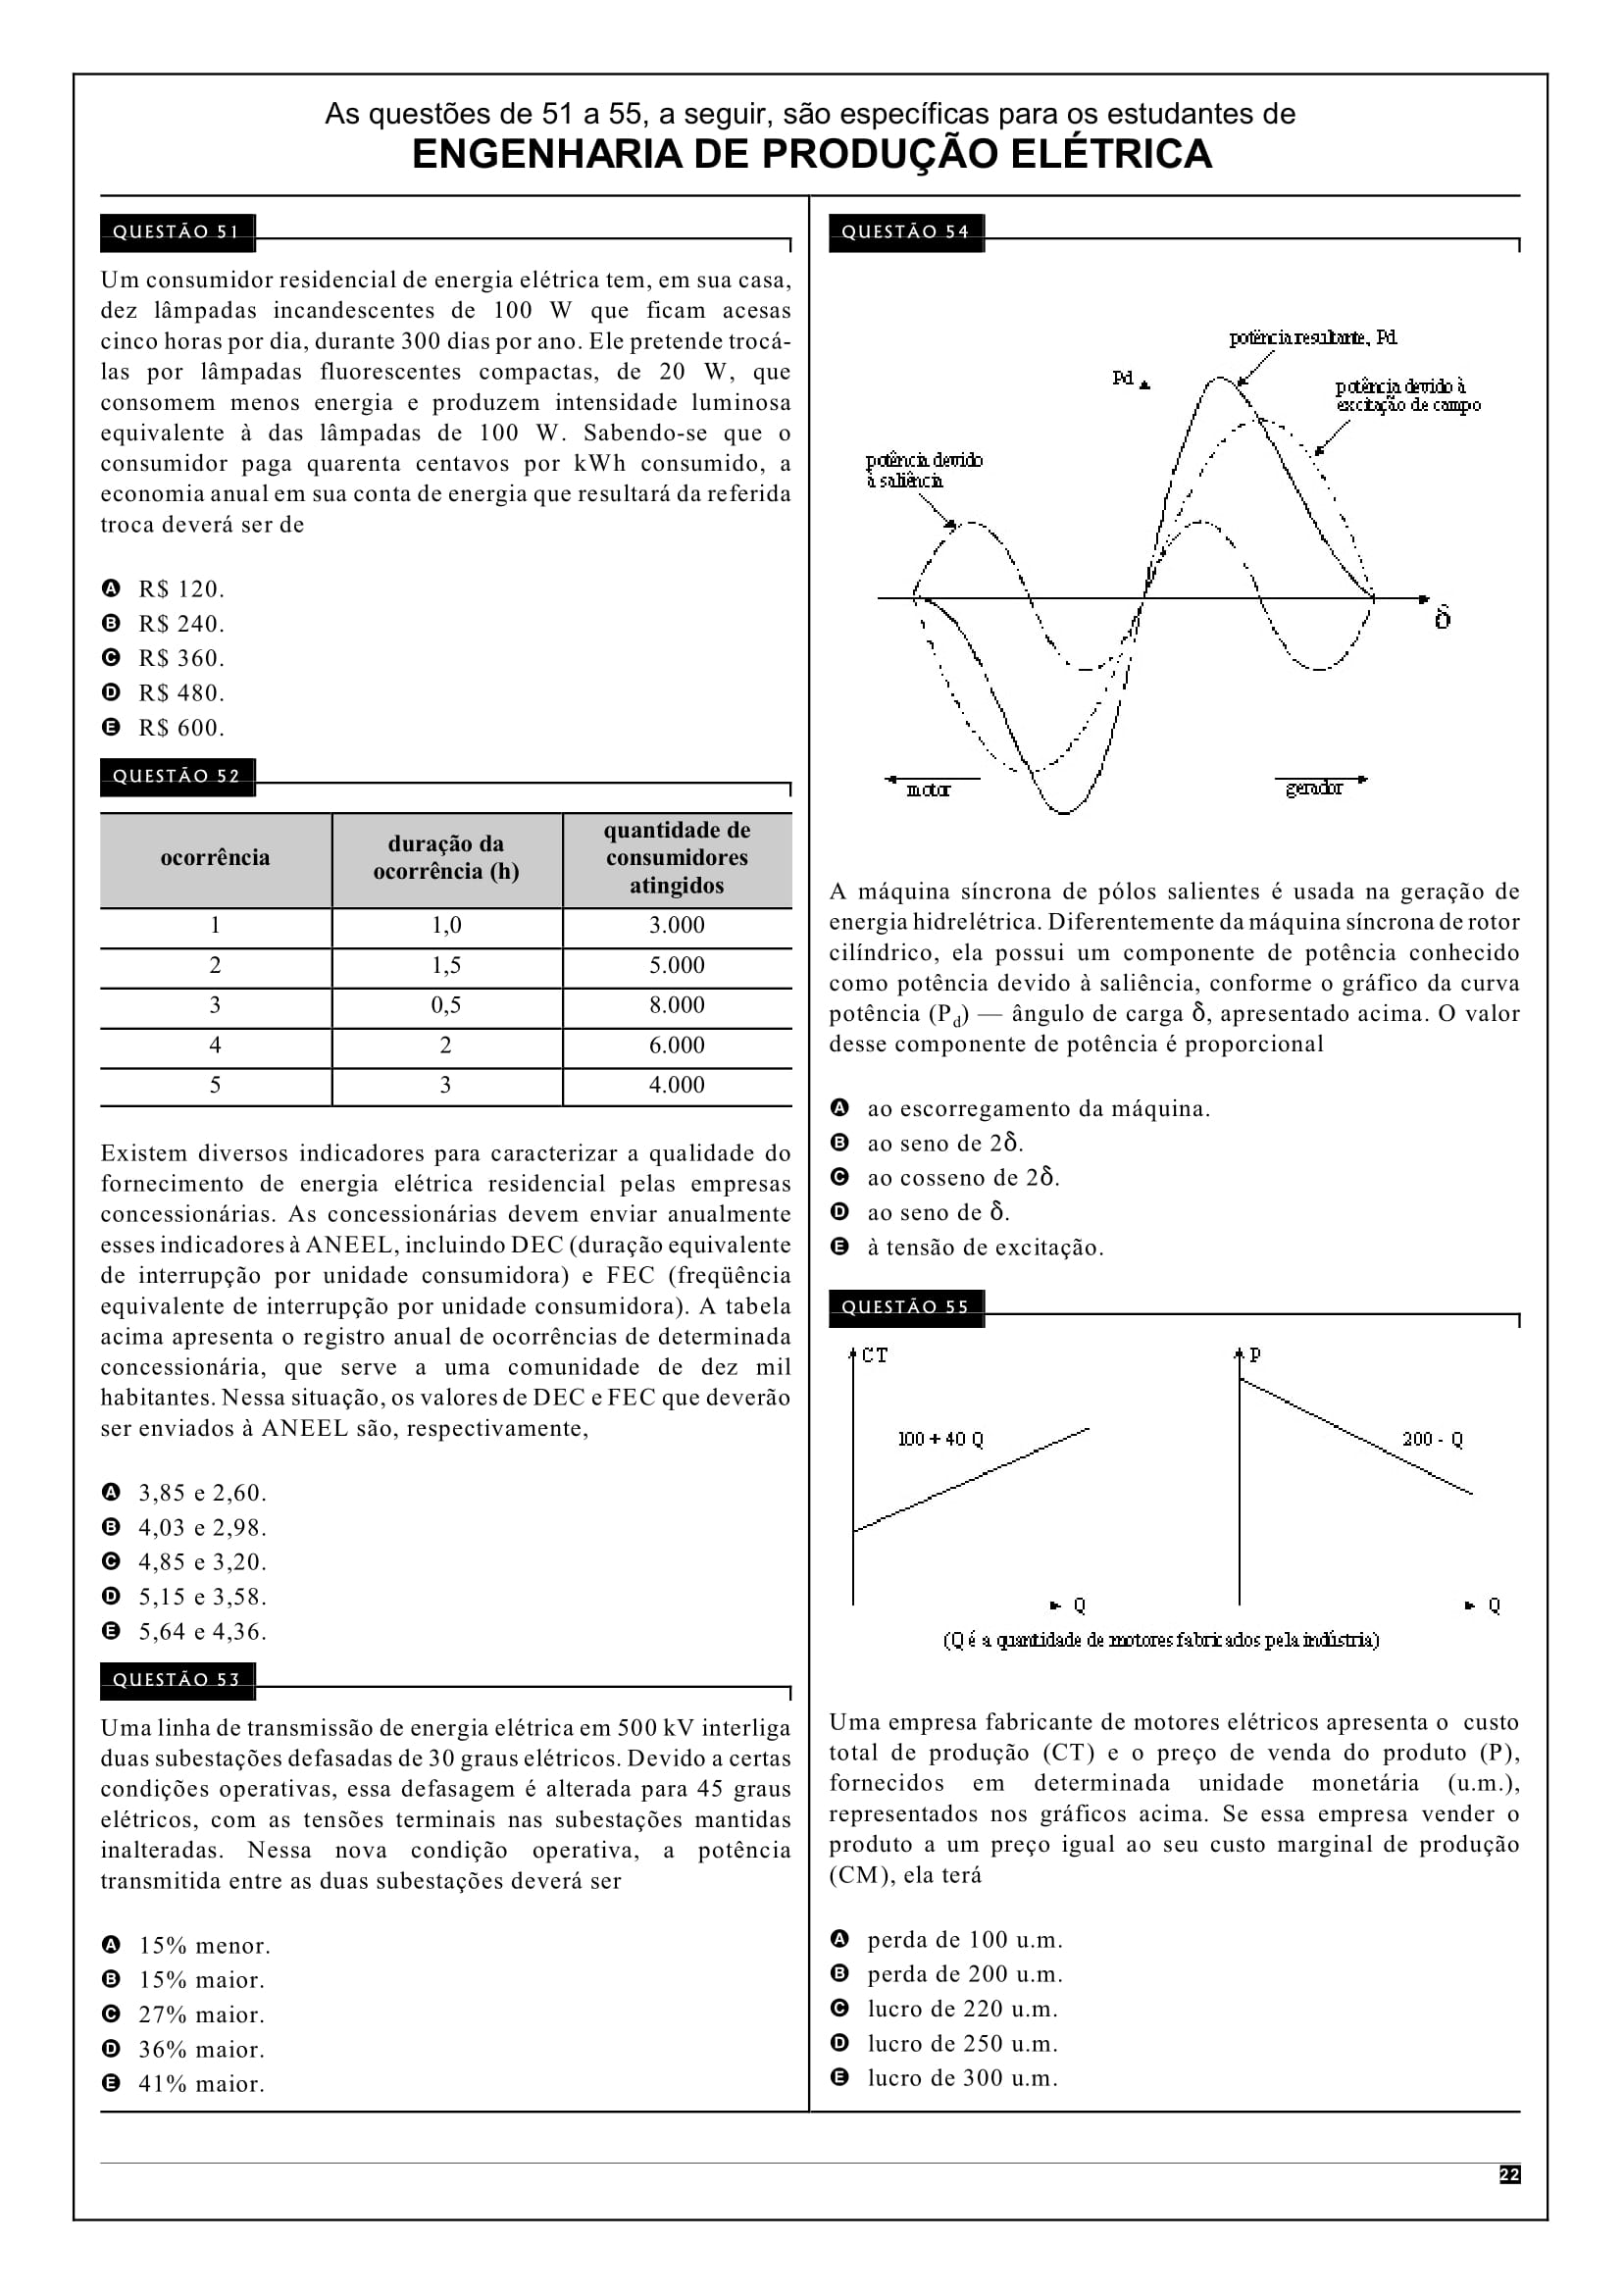 As questões de 51 a 55, a seguir, são específicas para os estudantes de
ENGENHARIA DE PRODUÇÃO ELÉTRICA
QUESTÃO 51
Um consumidor residencial de energia elétrica tem, em sua casa,
dez lâmpadas incandescentes de 100 W que ficam acesas
cinco horas por dia, durante 300 dias por ano. Ele pretende trocá-
las por lâmpadas fluorescentes compactas, de 20 W, que
consomem menos energia e produzem intensidade luminosa
equivalente à das lâmpadas de 100 W. Sabendo-se que o
consumidor paga quarenta centavos por kWh consumido, a
economia anual em sua conta de energia que resultará da referida
troca deverá ser de
A R$ 120.
B R$ 240.
C R$ 360.
D R$ 480.
E R$ 600.
QUESTÃO 52
ocorrência duração da ocorrência (h) quantidade de consumidores atingidos
1 1,0 3.000
2 1,5 5.000
3 0,5 8.000
4 2 6.000
5 3 4.000
Existem diversos indicadores para caracterizar a qualidade do
fornecimento de energia elétrica residencial pelas empresas
concessionárias. As concessionárias devem enviar anualmente
esses indicadores à ANEEL, incluindo DEC (duração equivalente
de interrupção por unidade consumidora) e FEC (freqüência
equivalente de interrupção por unidade consumidora). A tabela
acima apresenta o registro anual de ocorrências de determinada
concessionária, que serve a uma comunidade de dez mil
habitantes. Nessa situação, os valores de DEC e FEC que deverão
ser enviados à ANEEL são, respectivamente,
A 3,85 e 2,60.
B 4,03 e 2,98.
C 4,85 e 3,20.
D 5,15 e 3,58.
E 5,64 e 4,36.
QUESTÃO 53
Uma linha de transmissão de energia elétrica em 500 kV interliga
duas subestações defasadas de 30 graus elétricos. Devido a certas
condições operativas, essa defasagem é alterada para 45 graus
elétricos, com as tensões terminais nas subestações mantidas
inalteradas. Nessa nova condição operativa, a potência
transmitida entre as duas subestações deverá ser
A 15% menor.
B 15% maior.
C 27% maior.
D 36% maior.
E 41% maior.
QUESTÃO 54
potência resultante, Pd
Pd
potência devido à
excitação de campo
potência devido
à saliência
δ
motor
gerador
A máquina síncrona de pólos salientes é usada na geração de
energia hidrelétrica. Diferentemente da máquina síncrona de rotor
cilíndrico, ela possui um componente de potência conhecido
como potência devido à saliência, conforme o gráfico da curva
potência (Pd) — ângulo de carga δ, apresentado acima. O valor
desse componente de potência é proporcional
A ao escorregamento da máquina.
B ao seno de 2δ.
C ao cosseno de 2δ.
D ao seno de δ.
E à tensão de excitação.
QUESTÃO 55
CT
P
100 + 40 Q
200 - Q
Q
Q
(Q é a quantidade de motores fabricados pela indústria)
Uma empresa fabricante de motores elétricos apresenta o custo
total de produção (CT) e o preço de venda do produto (P),
fornecidos em determinada unidade monetária (u.m.),
representados nos gráficos acima. Se essa empresa vender o
produto a um preço igual ao seu custo marginal de produção
(CM), ela terá
A perda de 100 u.m.
B perda de 200 u.m.
C lucro de 220 u.m.
D lucro de 250 u.m.
E lucro de 300 u.m.
22